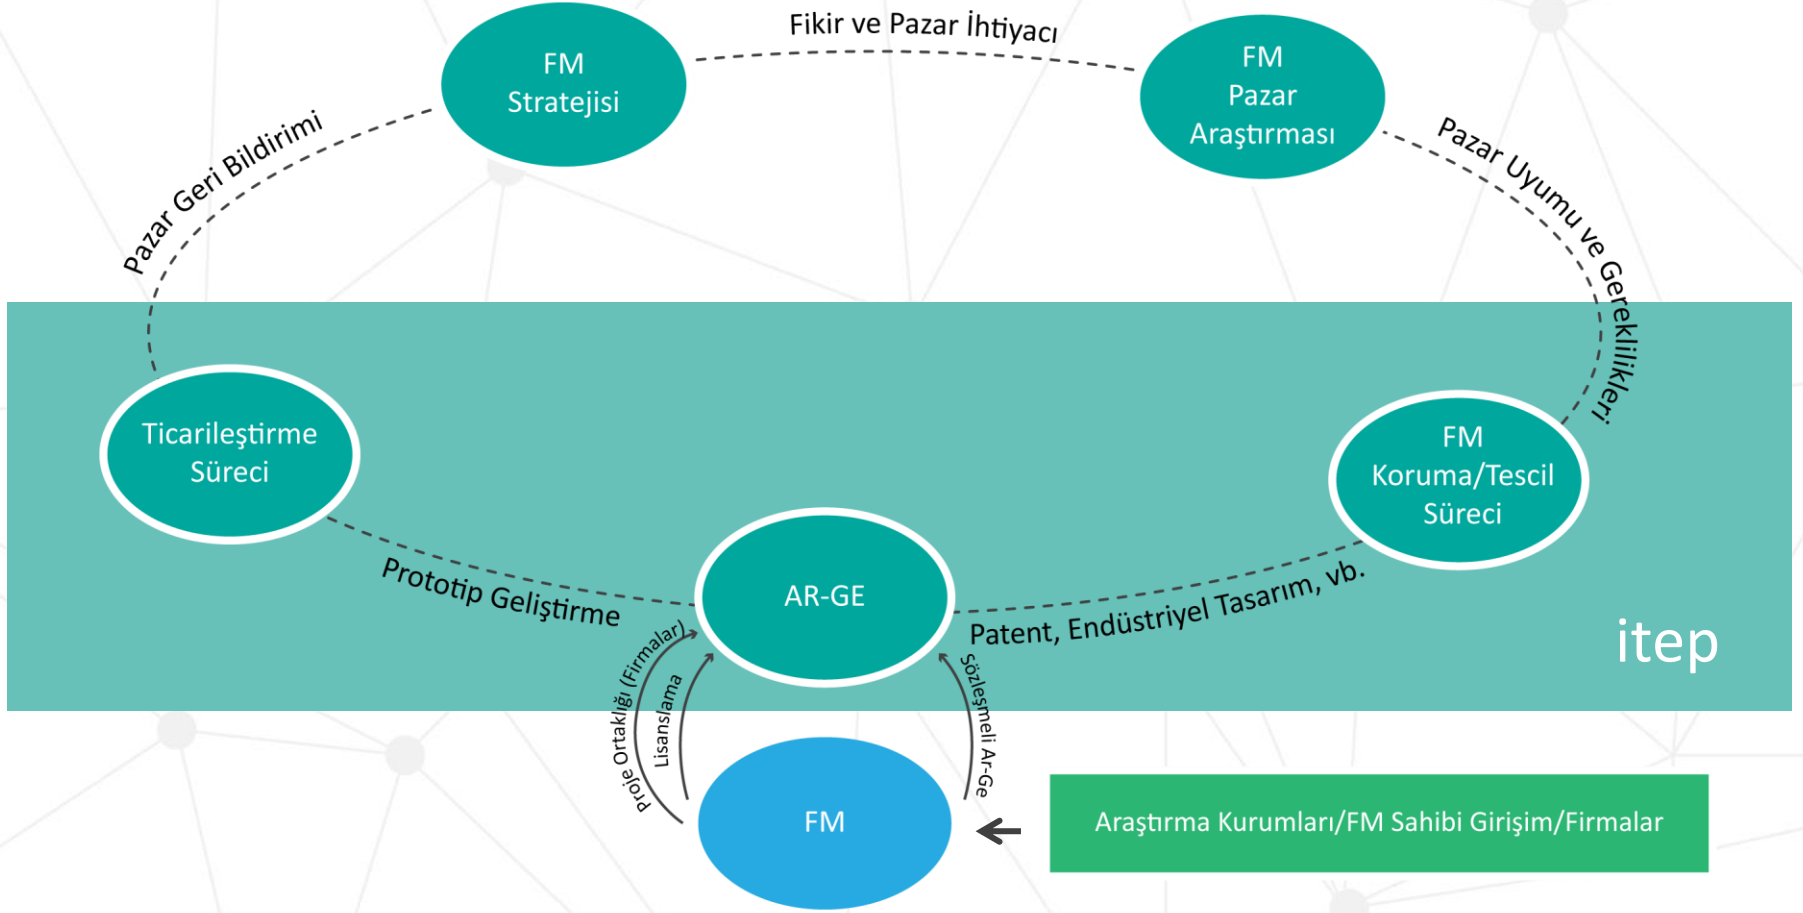 Fikir ve Pazar İhtiyacı
FM
Stratejisi
FM
Pazar
Araştırması
Pazar Geri Bildirimi
Pazar Uyumu ve Gereklilikleri
Ticarileştirme
Süreci
FM
Koruma/Tescil
Süreci
AR-GE
Prototip Geliştirme
Patent, Endüstriyel Tasarım, vb.
itep
Proje Ortaklığı (Firmalar)
Lisanslama
Sözleşmeli Ar-Ge
FM
Araştırma Kurumları/FM Sahibi Girişim/Firmalar